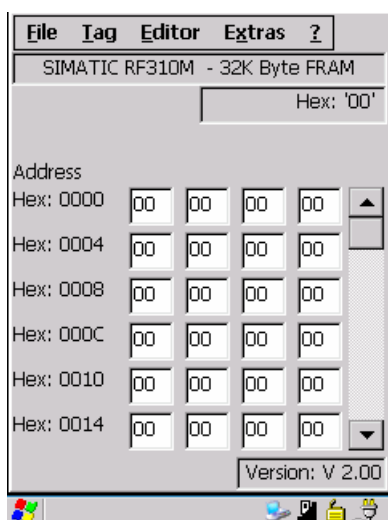 File Tag Editor Extras ?
SIMATIC RF310M - 32K Byte FRAM
Hex: '00'
Address
Hex: 0000 00 00 00 00
Hex: 0004 00 00 00 00
Hex: 0008 00 00 00 00
Hex: 000C 00 00 00 00
Hex: 0010 00 00 00 00
Hex: 0014 00 00 00 00
Version: V 2.00